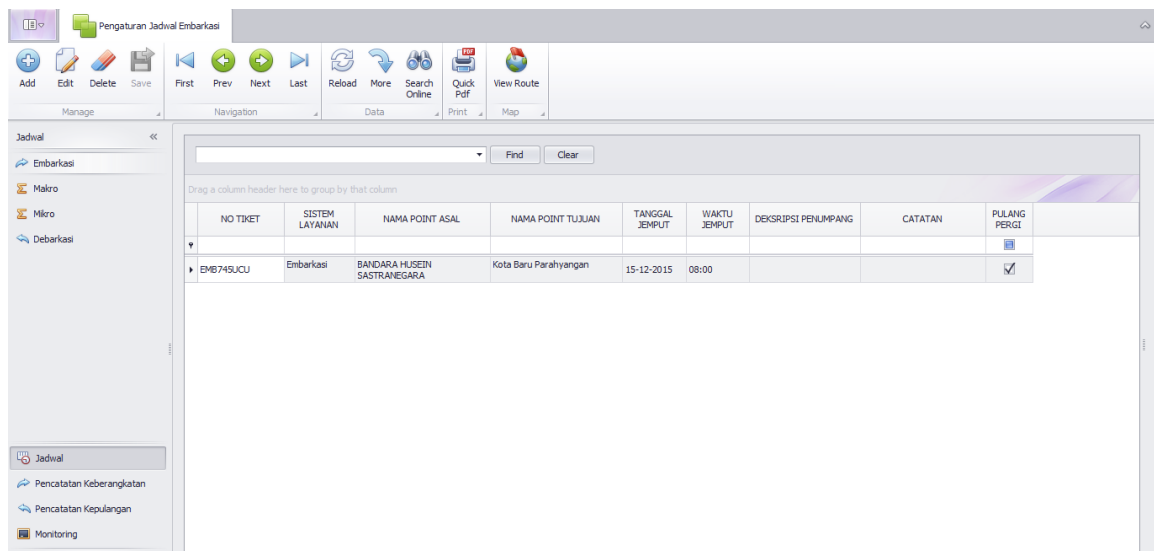 Pengaturan Jadwal Embarkasi
Add Edit Delete Save First Prev Next Last Reload More Search Online Quick Pdf View Route
Manage Navigation Data Print Map
Jadwal
Embarkasi
Makro
Mikro
Debarkasi
Jadwal
Pencatatan Keberangkatan
Pencatatan Kepulangan
Monitoring
Find Clear
Drag a column header here to group by that column
NO TIKET SISTEM LAYANAN NAMA POINT ASAL NAMA POINT TUJUAN TANGGAL JEMPUT WAKTU JEMPUT DEKSRIPSI PENUMPANG CATATAN PULANG PERGI
EMB745UCU Embarkasi BANDARA HUSEIN SASTRANEGARA Kota Baru Parahyangan 15-12-2015 08:00